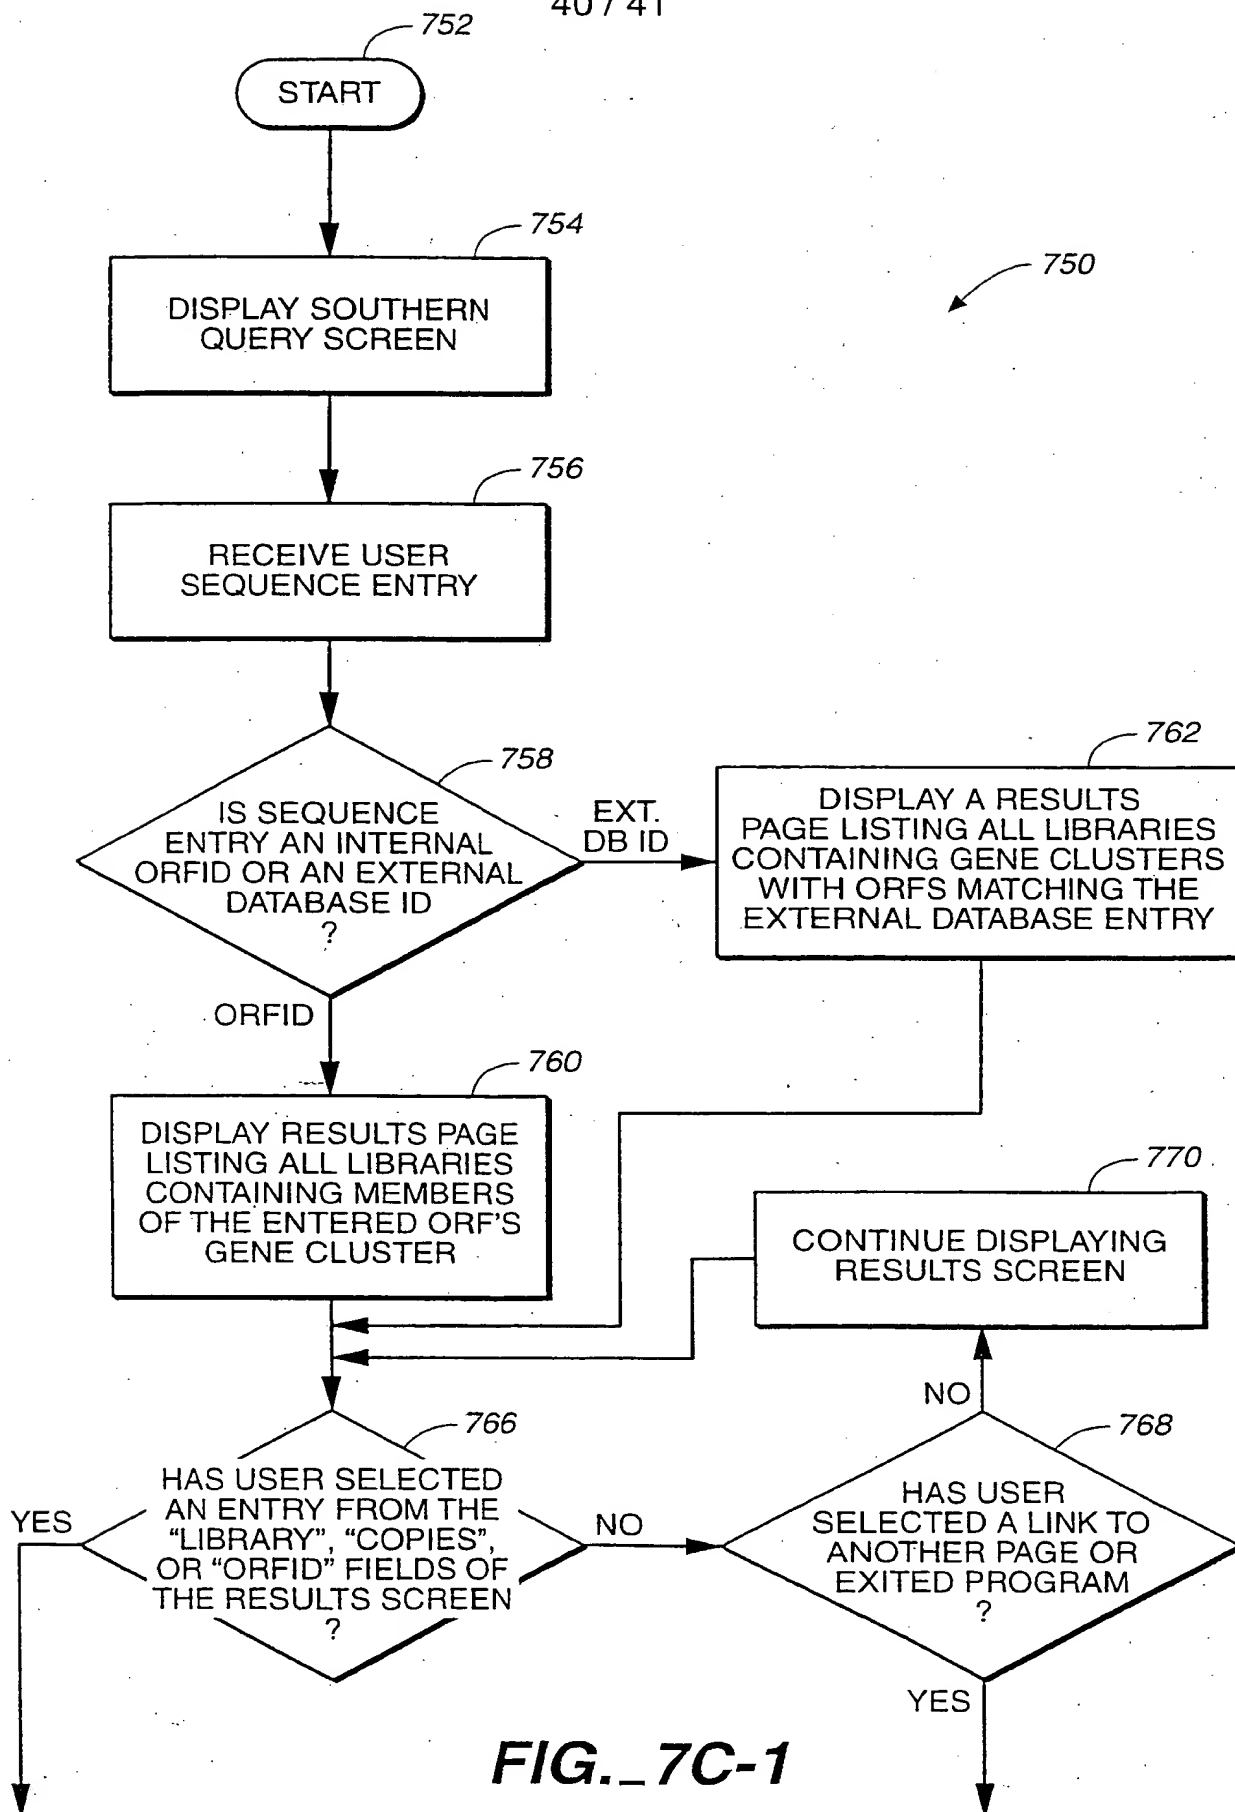 40 / 41
752
START
754
DISPLAY SOUTHERN
QUERY SCREEN
750
756
RECEIVE USER
SEQUENCE ENTRY
758
IS SEQUENCE
ENTRY AN INTERNAL
ORFID OR AN EXTERNAL
DATABASE ID
?
EXT.
DB ID
762
DISPLAY A RESULTS
PAGE LISTING ALL LIBRARIES
CONTAINING GENE CLUSTERS
WITH ORFS MATCHING THE
EXTERNAL DATABASE ENTRY
ORFID
760
DISPLAY RESULTS PAGE
LISTING ALL LIBRARIES
CONTAINING MEMBERS
OF THE ENTERED ORF'S
GENE CLUSTER
770
CONTINUE DISPLAYING
RESULTS SCREEN
NO
766
HAS USER SELECTED
AN ENTRY FROM THE
“LIBRARY”, “COPIES”,
OR “ORFID” FIELDS OF
THE RESULTS SCREEN
?
YES
NO
768
HAS USER
SELECTED A LINK TO
ANOTHER PAGE OR
EXITED PROGRAM
?
YES
FIG._7C-1